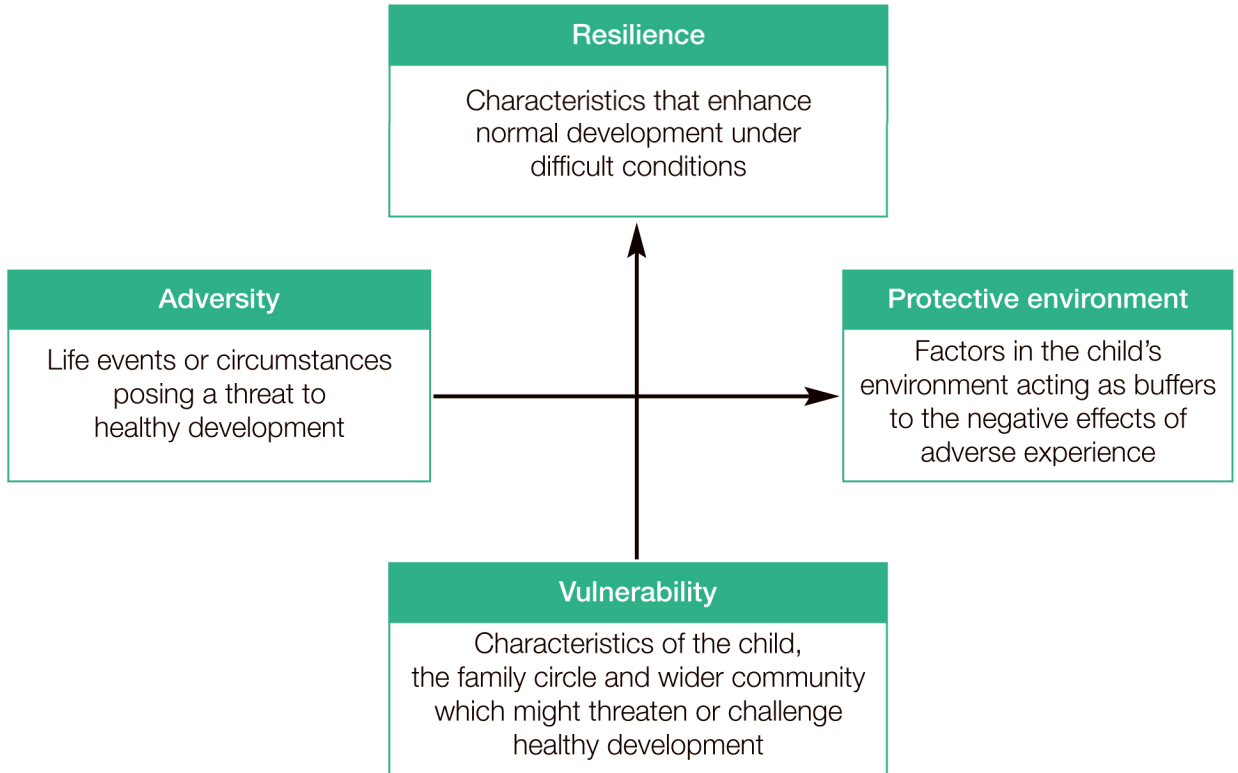 Resilience
Characteristics that enhance
normal development under
difficult conditions
Adversity
Life events or circumstances
posing a threat to
healthy development
Protective environment
Factors in the child’s
environment acting as buffers
to the negative effects of
adverse experience
Vulnerability
Characteristics of the child,
the family circle and wider community
which might threaten or challenge
healthy development